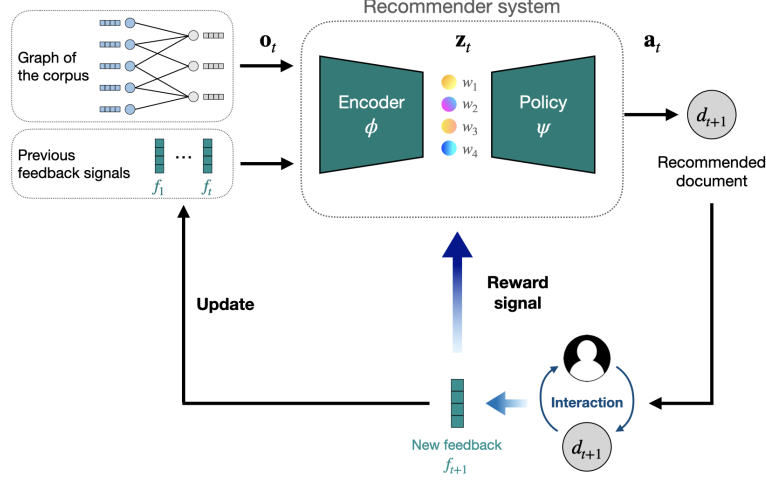 Recommender system
Graph of
the corpus
o_t
z_t
a_t
Encoder
ϕ
w_1
w_2
w_3
w_4
Policy
ψ
d_{t+1}
Recommended
document
Previous
feedback signals
...
f_1
f_t
Update
Reward
signal
Interaction
d_{t+1}
New feedback
f_{t+1}